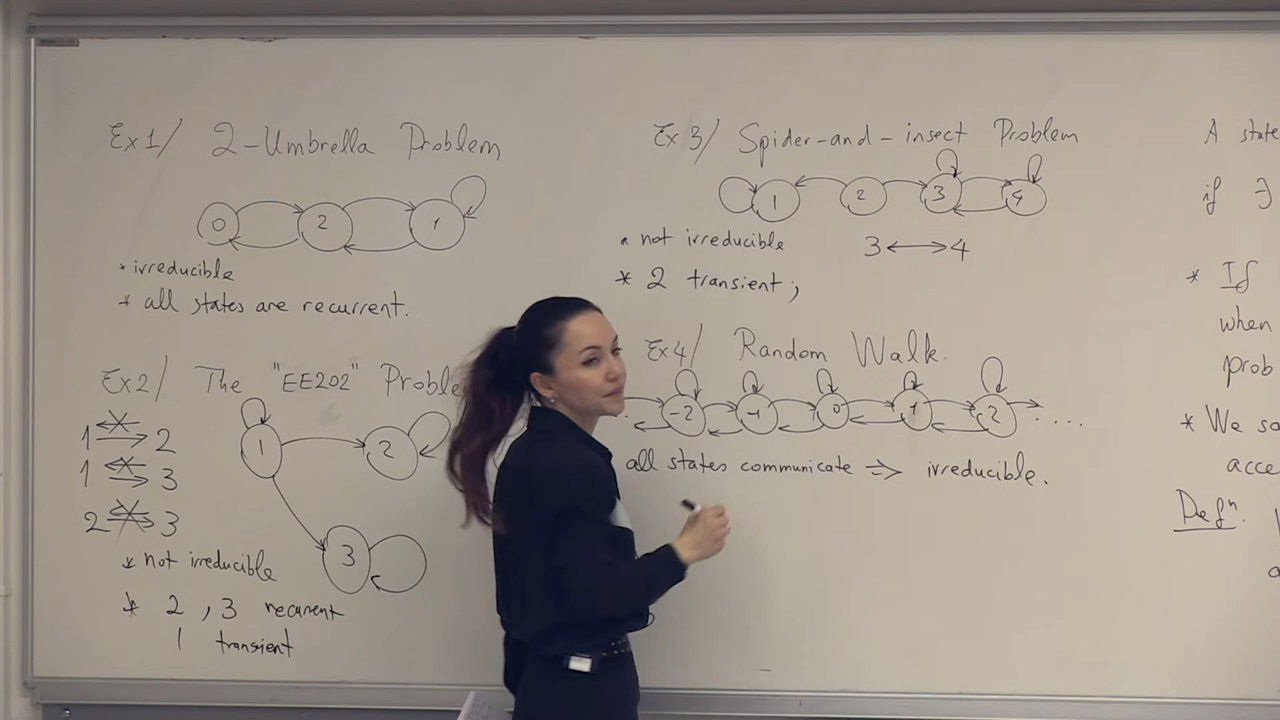 Ex1/ 2-Umbrella Problem
0 2 1
* irreducible
* all states are recurrent.
Ex2/ The "EE202" Problem
1 2 3
1 2
1 3
2 3
* not irreducible
* 2, 3 recurrent
1 transient
Ex 3/ Spider-and-insect Problem
1 2 3 4
* not irreducible
3 ⟷ 4
* 2 transient;
Ex4/ Random Walk.
-2 -1 0 1 2 ....
all states communicate ⇒ irreducible.
A state
if ∃
* If
when
prob
* We
Defn.